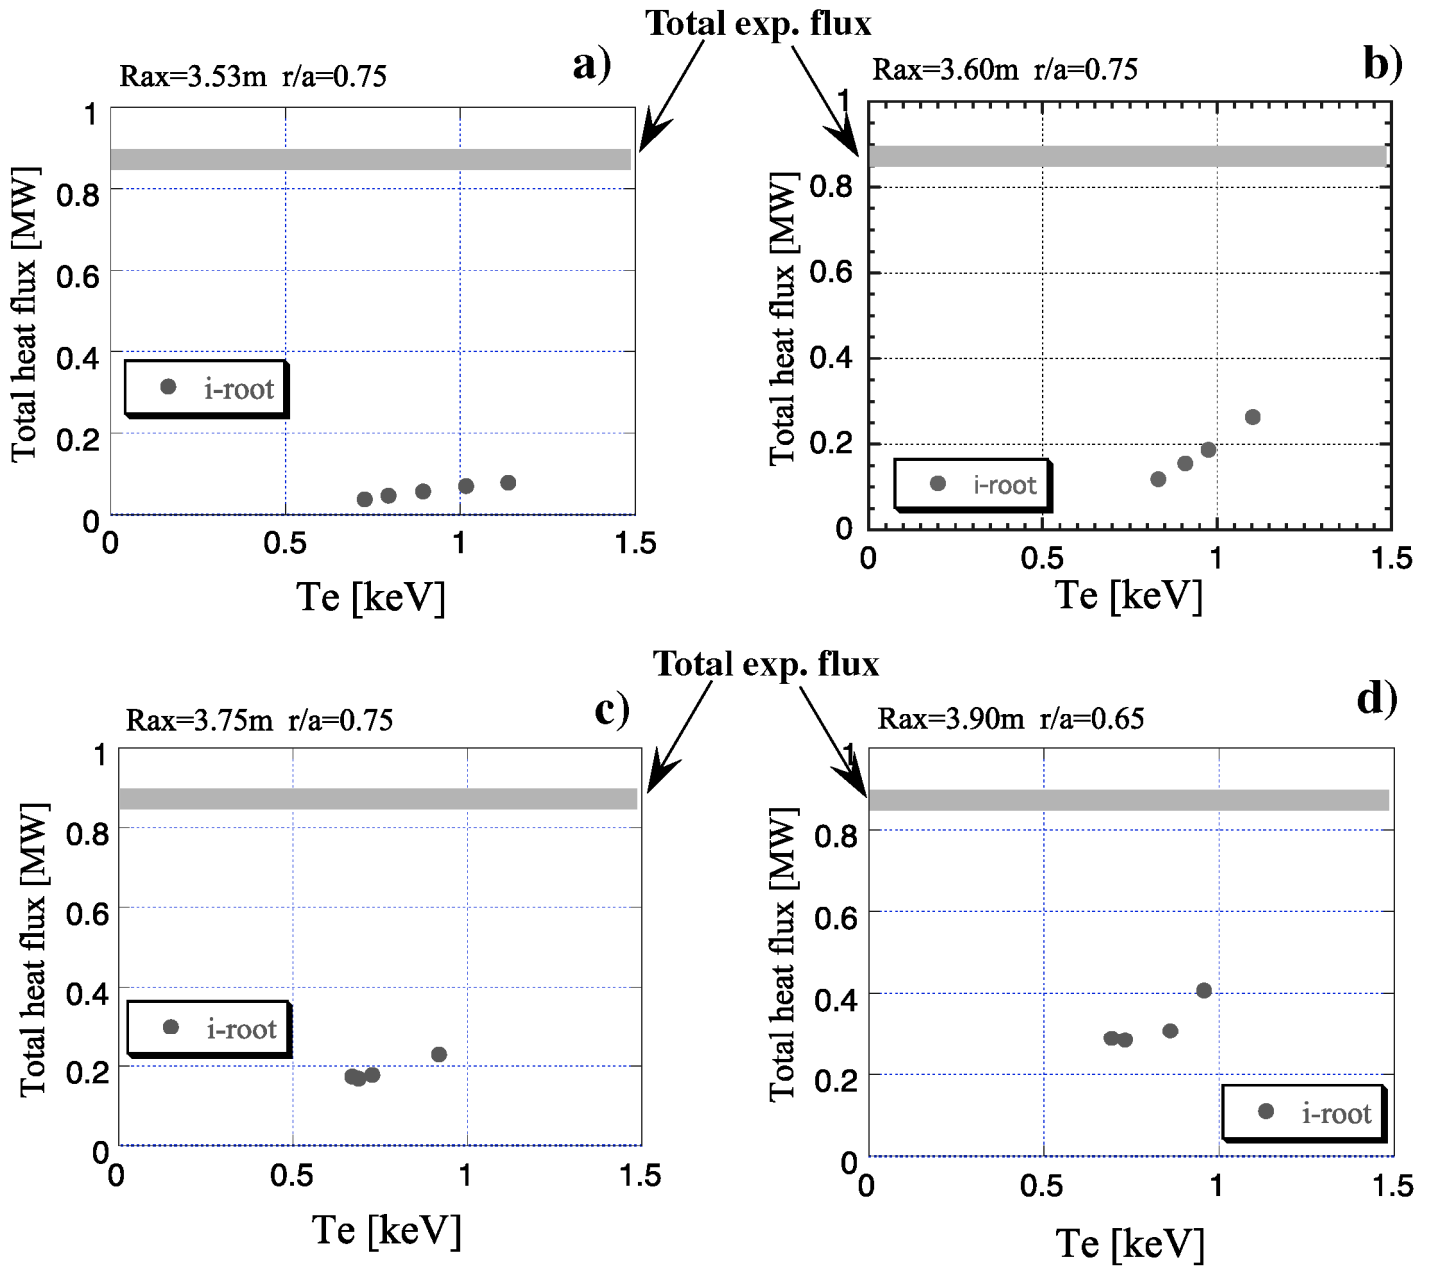 Total exp. flux
Rax=3.53m r/a=0.75
a)
Rax=3.60m r/a=0.75
b)
Total heat flux [MW]
1
0.8
0.6
0.4
0.2
0
i-root
0
0.5
1
1.5
Te [keV]
Total heat flux [MW]
1
0.8
0.6
0.4
0.2
0
i-root
0
0.5
1
1.5
Te [keV]
Total exp. flux
Rax=3.75m r/a=0.75
c)
Rax=3.90m r/a=0.65
d)
Total heat flux [MW]
1
0.8
0.6
0.4
0.2
0
i-root
0
0.5
1
1.5
Te [keV]
Total heat flux [MW]
1
0.8
0.6
0.4
0.2
0
i-root
0
0.5
1
1.5
Te [keV]